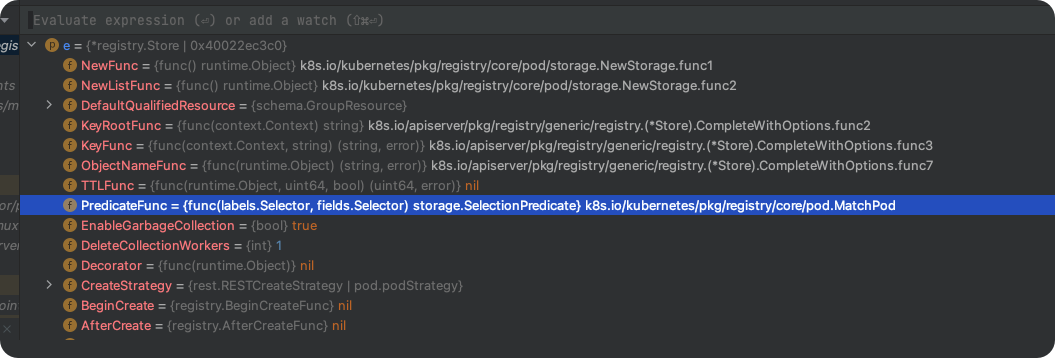 Evaluate expression (⏎) or add a watch (⇧⌘⏎)
e = {*registry.Store | 0x40022ec3c0}
NewFunc = {func() runtime.Object} k8s.io/kubernetes/pkg/registry/core/pod/storage.NewStorage.func1
NewListFunc = {func() runtime.Object} k8s.io/kubernetes/pkg/registry/core/pod/storage.NewStorage.func2
DefaultQualifiedResource = {schema.GroupResource}
KeyRootFunc = {func(context.Context) string} k8s.io/apiserver/pkg/registry/generic/registry.(*Store).CompleteWithOptions.func2
KeyFunc = {func(context.Context, string) (string, error)} k8s.io/apiserver/pkg/registry/generic/registry.(*Store).CompleteWithOptions.func3
ObjectNameFunc = {func(runtime.Object) (string, error)} k8s.io/apiserver/pkg/registry/generic/registry.(*Store).CompleteWithOptions.func7
TTLFunc = {func(runtime.Object, uint64, bool) (uint64, error)} nil
PredicateFunc = {func(labels.Selector, fields.Selector) storage.SelectionPredicate} k8s.io/kubernetes/pkg/registry/core/pod.MatchPod
EnableGarbageCollection = {bool} true
DeleteCollectionWorkers = {int} 1
Decorator = {func(runtime.Object)} nil
CreateStrategy = {rest.RESTCreateStrategy | pod.podStrategy}
BeginCreate = {registry.BeginCreateFunc} nil
AfterCreate = {registry.AfterCreateFunc} nil